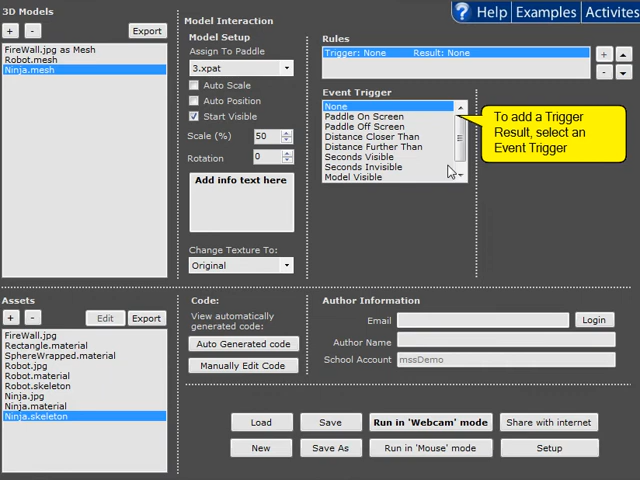 Help Examples Activites
3D Models
+ - Export
FireWall.jpg as Mesh
Robot.mesh
Ninja.mesh
Model Interaction
Model Setup
Assign To Paddle
3.xpat
Auto Scale
Auto Position
Start Visible
Scale (%) 50
Rotation 0
Add info text here
Change Texture To:
Original
Rules
Trigger: None Result: None
+
-
Event Trigger
None
Paddle On Screen
Paddle Off Screen
Distance Closer Than
Distance Further Than
Seconds Visible
Seconds Invisible
Model Visible
To add a Trigger
Result, select an
Event Trigger
Assets
+ - Edit Export
FireWall.jpg
Rectangle.material
SphereWrapped.material
Robot.jpg
Robot.material
Robot.skeleton
Ninja.jpg
Ninja.material
Ninja.skeleton
Code:
View automatically
generated code:
Auto Generated code
Manually Edit Code
Author Information
Email Login
Author Name
School Account mssDemo
Load Save Run in 'Webcam' mode Share with internet
New Save As Run in 'Mouse' mode Setup